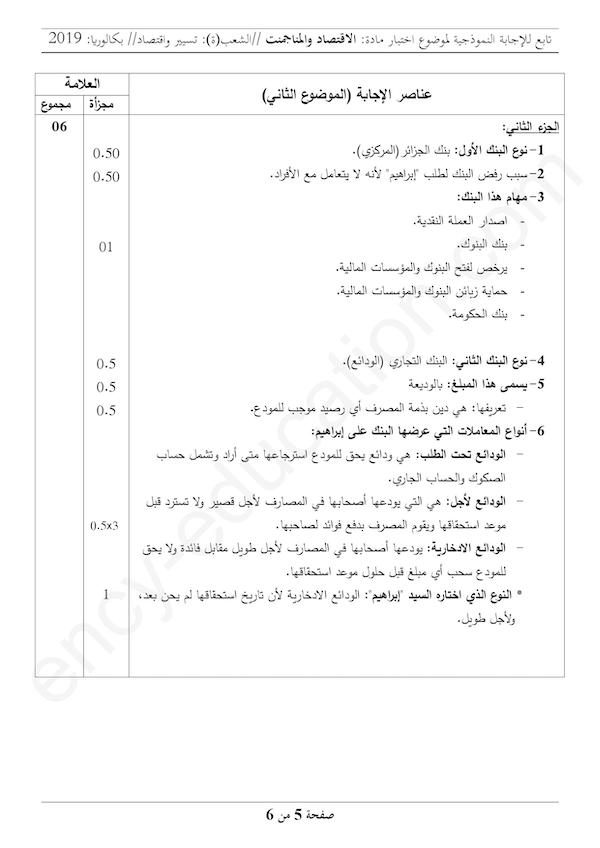 تابع للإجابة النموذجية لموضوع اختبار مادة: الاقتصاد والمناجمنت //الشعب(ة): تسيير واقتصاد// بكالوريا: 2019
العلامة
عناصر الإجابة (الموضوع الثاني)
مجزأة
مجموع
الجزء الثاني:
06
1- نوع البنك الأول: بنك الجزائر (المركزي).
0.50
2- سبب رفض البنك لطلب "إبراهيم" لأنه لا يتعامل مع الأفراد.
0.50
3- مهام هذا البنك:
- اصدار العملة النقدية.
- بنك البنوك.
01
- يرخص لفتح البنوك والمؤسسات المالية.
- حماية زبائن البنوك والمؤسسات المالية.
- بنك الحكومة.
4- نوع البنك الثاني: البنك التجاري (الودائع).
0.5
5- يسمى هذا المبلغ: بالوديعة
0.5
- تعريفها: هي دين بذمة المصرف أي رصيد موجب للمودع.
0.5
6- أنواع المعاملات التي عرضها البنك على إبراهيم:
- الودائع تحت الطلب: هي ودائع يحق للمودع استرجاعها متى أراد وتشمل حساب
الصكوك والحساب الجاري.
- الودائع لأجل: هي التي يودعها أصحابها في المصارف لأجل قصير ولا تسترد قبل
موعد استحقاقها ويقوم المصرف بدفع فوائد لصاحبها.
0.5x3
- الودائع الادخارية: يودعها أصحابها في المصارف لأجل طويل مقابل فائدة ولا يحق
للمودع سحب أي مبلغ قبل حلول موعد استحقاقها.
* النوع الذي اختاره السيد "إبراهيم": الودائع الادخارية لأن تاريخ استحقاقها لم يحن بعد،
1
ولأجل طويل.
ency-education.com
صفحة 5 من 6